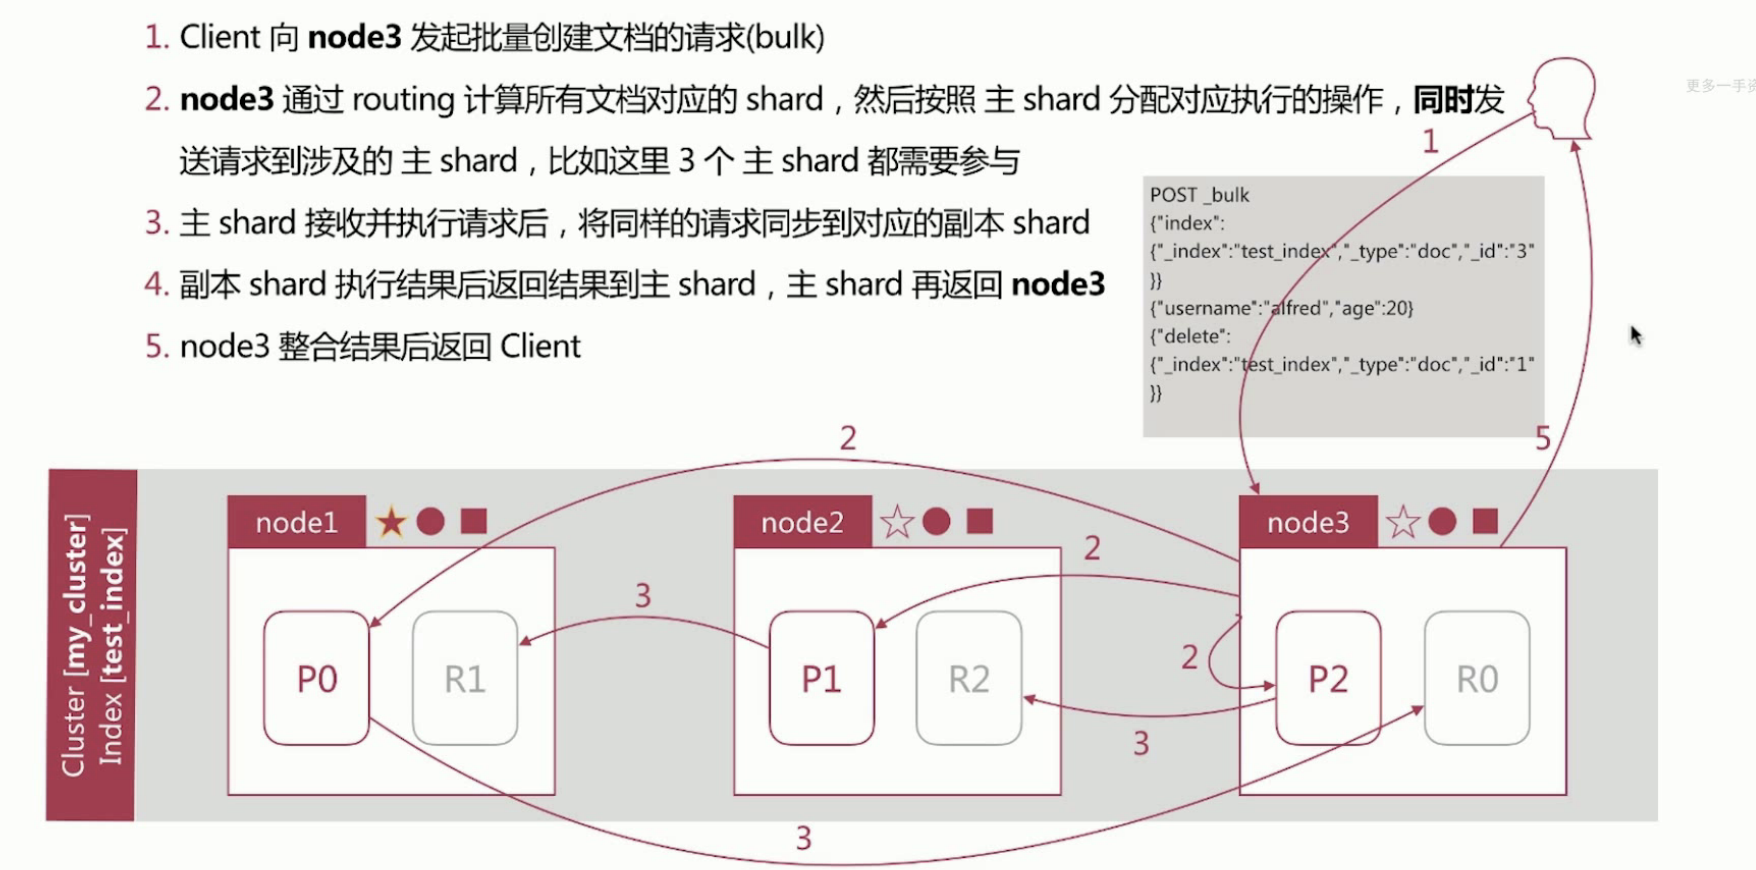 1. Client 向 node3 发起批量创建文档的请求(bulk)
2. node3 通过 routing 计算所有文档对应的 shard，然后按照 主 shard 分配对应执行的操作，同时发
送请求到涉及的 主 shard，比如这里 3 个 主 shard 都需要参与
3. 主 shard 接收并执行请求后，将同样的请求同步到对应的副本 shard
4. 副本 shard 执行结果后返回结果到主 shard，主 shard 再返回 node3
5. node3 整合结果后返回 Client
更多一手资
1
POST _bulk
{"index":
{"_index":"test_index","_type":"doc","_id":"3"
}}
{"username":"alfred","age":20}
{"delete":
{"_index":"test_index","_type":"doc","_id":"1"
}}
5
2
Cluster [my_cluster]
Index [test_index]
node1
node2
node3
2
3
2
P0
R1
P1
R2
P2
R0
3
3